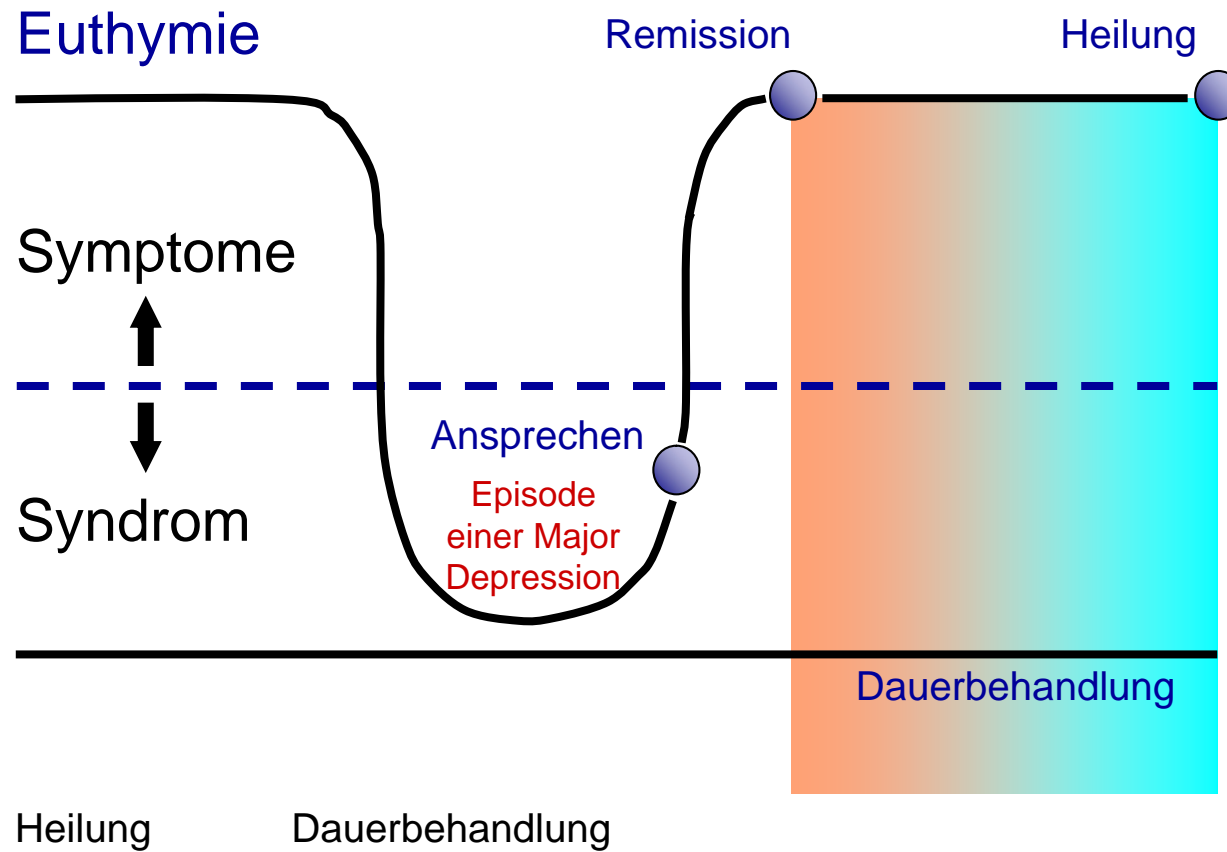 Euthymie
Remission
Heilung
Symptome
Ansprechen
Episode
einer Major
Depression
Syndrom
Dauerbehandlung
Heilung
Dauerbehandlung